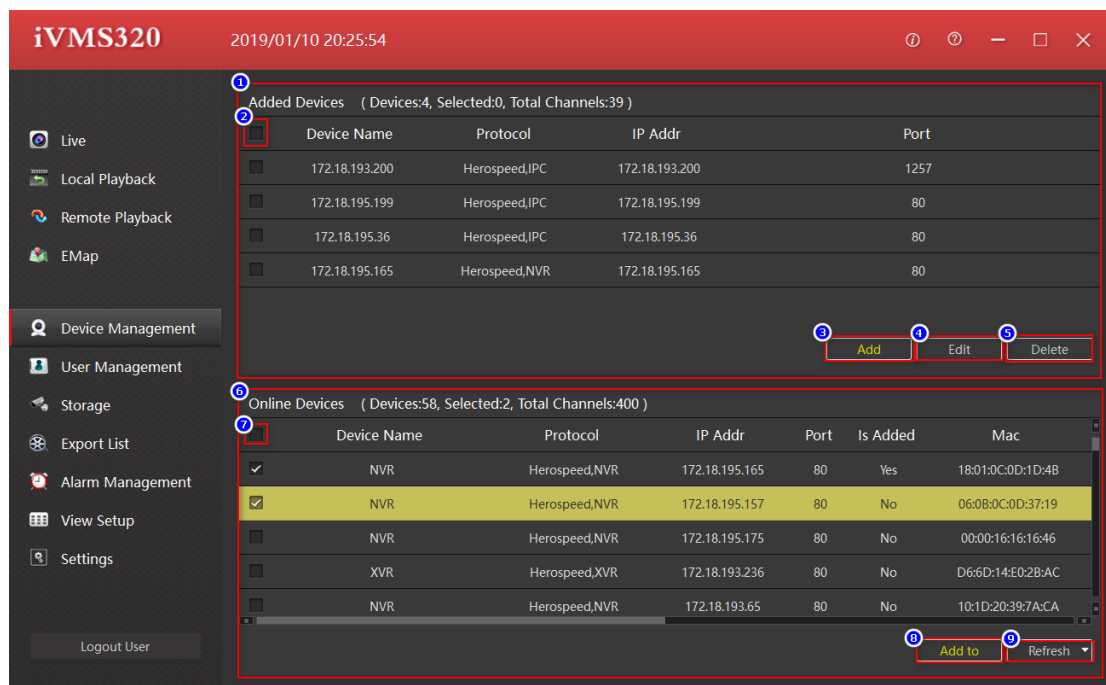 iVMS320 2019/01/10 20:25:54
Live
Local Playback
Remote Playback
EMap
Device Management
User Management
Storage
Export List
Alarm Management
View Setup
Settings
Logout User
1
Added Devices ( Devices:4, Selected:0, Total Channels:39 )
2
Device Name Protocol IP Addr Port
172.18.193.200 Herospeed,IPC 172.18.193.200 1257
172.18.195.199 Herospeed,IPC 172.18.195.199 80
172.18.195.36 Herospeed,IPC 172.18.195.36 80
172.18.195.165 Herospeed,NVR 172.18.195.165 80
3 4 5
Add Edit Delete
6
Online Devices ( Devices:58, Selected:2, Total Channels:400 )
7
Device Name Protocol IP Addr Port Is Added Mac
NVR Herospeed,NVR 172.18.195.165 80 Yes 18:01:0C:0D:1D:4B
NVR Herospeed,NVR 172.18.195.157 80 No 06:0B:0C:0D:37:19
NVR Herospeed,NVR 172.18.195.175 80 No 00:00:16:16:16:46
XVR Herospeed,XVR 172.18.193.236 80 No D6:6D:14:E0:2B:AC
NVR Herospeed,NVR 172.18.193.65 80 No 10:1D:20:39:7A:CA
8 9
Add to Refresh